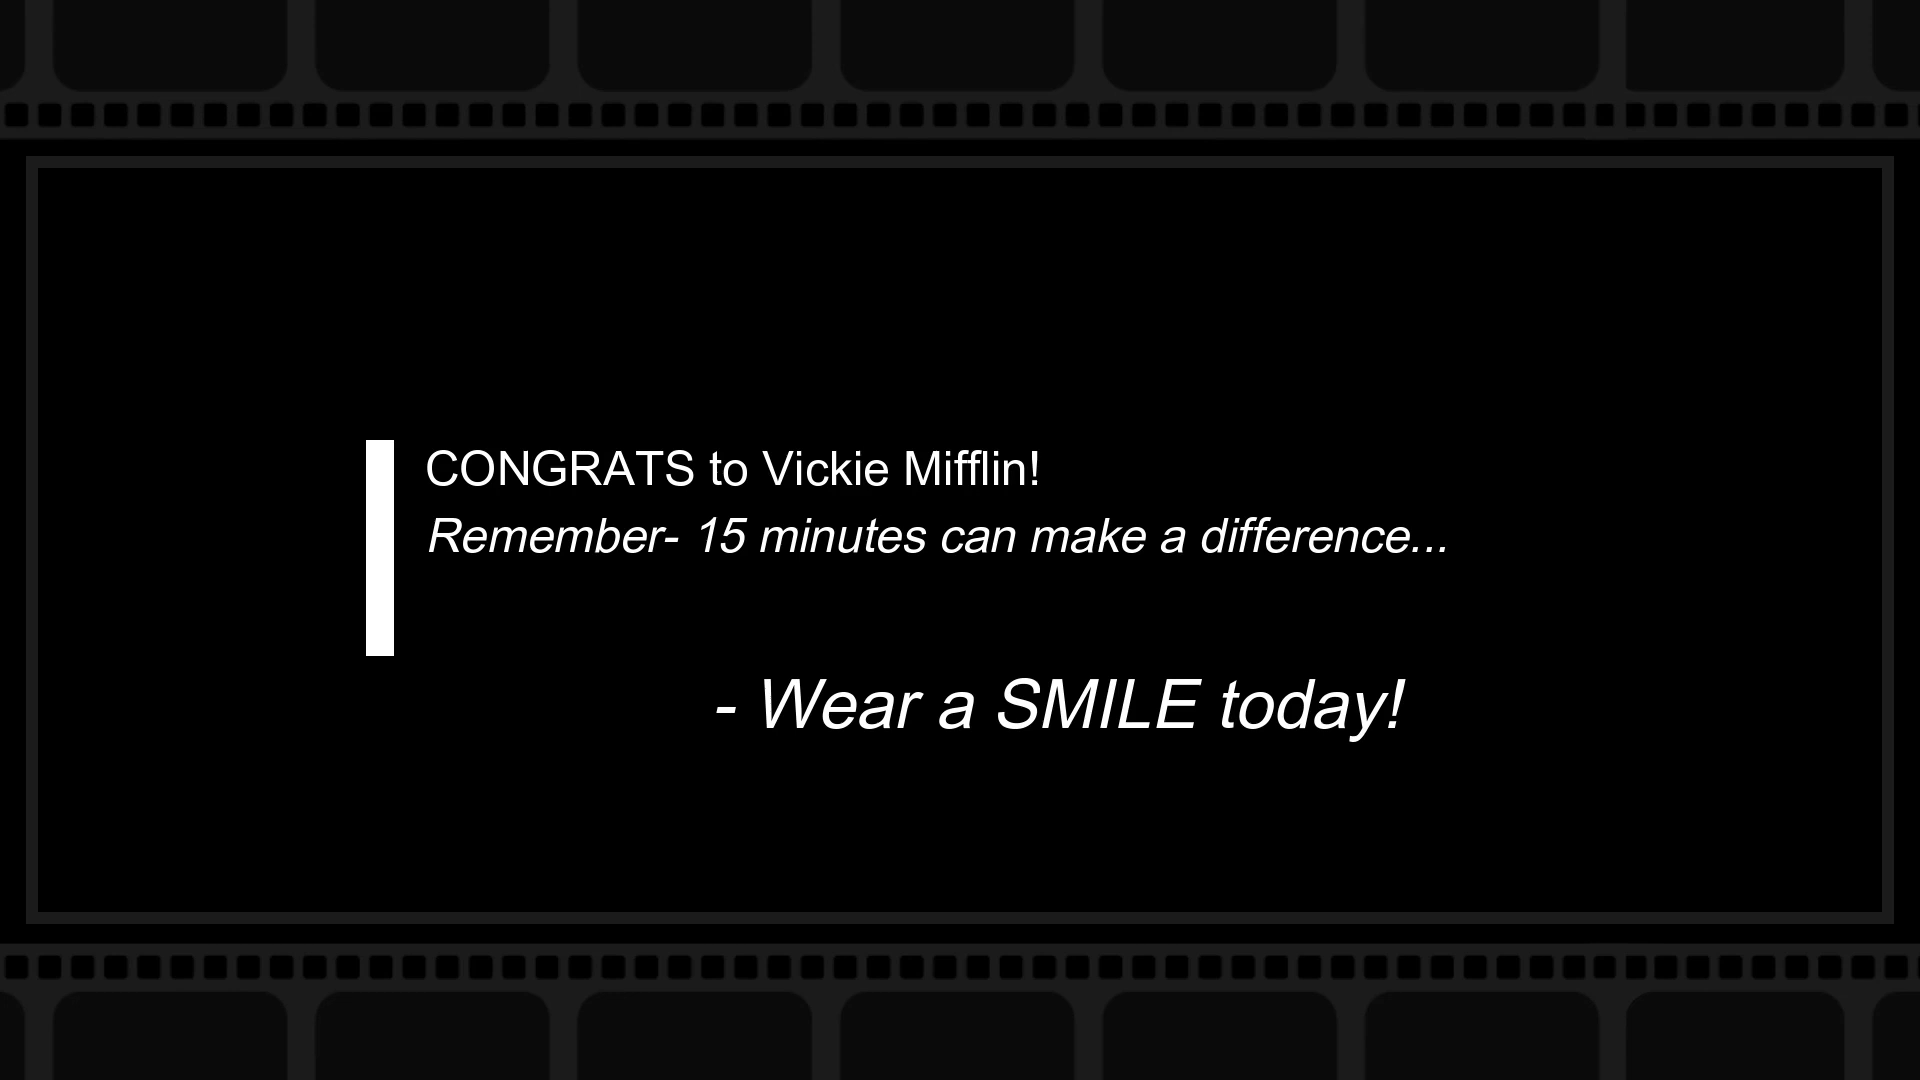 CONGRATS to Vickie Mifflin!
Remember- 15 minutes can make a difference...
- Wear a SMILE today!